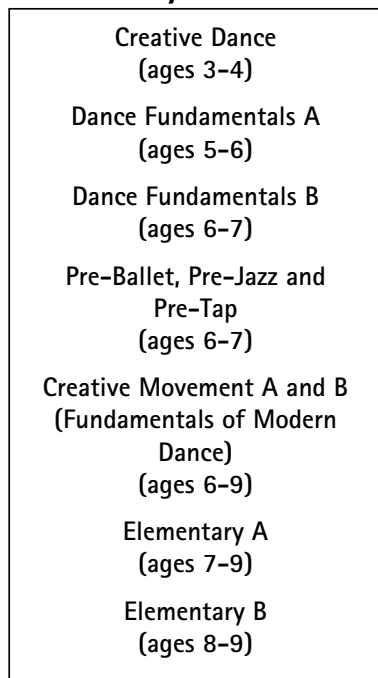 Creative Dance
(ages 3-4)
Dance Fundamentals A
(ages 5-6)
Dance Fundamentals B
(ages 6-7)
Pre-Ballet, Pre-Jazz and
Pre-Tap
(ages 6-7)
Creative Movement A and B
(Fundamentals of Modern
Dance)
(ages 6-9)
Elementary A
(ages 7-9)
Elementary B
(ages 8-9)